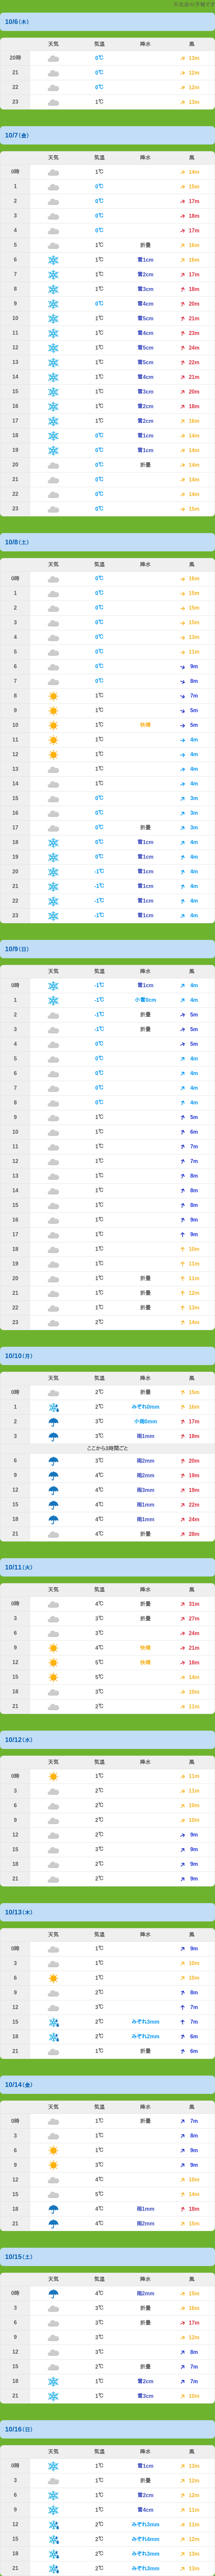 10/6(木)
天気 気温 降水 風
20時 0℃ 13m
21 0℃ 12m
22 0℃ 12m
23 1℃ 13m
10/7(金)
天気 気温 降水 風
0時 1℃ 14m
1 0℃ 15m
2 0℃ 17m
3 0℃ 18m
4 0℃ 17m
5 1℃ 折曇 16m
6 1℃ 雪1cm 16m
7 1℃ 雪2cm 17m
8 1℃ 雪3cm 18m
9 0℃ 雪4cm 20m
10 1℃ 雪5cm 21m
11 1℃ 雪4cm 23m
12 1℃ 雪5cm 24m
13 1℃ 雪5cm 22m
14 1℃ 雪4cm 21m
15 1℃ 雪3cm 20m
16 1℃ 雪2cm 18m
17 1℃ 雪2cm 16m
18 0℃ 雪1cm 14m
19 0℃ 雪1cm 14m
20 0℃ 折曇 14m
21 0℃ 14m
22 0℃ 14m
23 0℃ 15m
10/8(土)
天気 気温 降水 風
0時 0℃ 16m
1 0℃ 15m
2 0℃ 15m
3 0℃ 15m
4 0℃ 13m
5 0℃ 11m
6 0℃ 9m
7 0℃ 8m
8 1℃ 7m
9 1℃ 5m
10 1℃ 快晴 5m
11 1℃ 4m
12 1℃ 4m
13 1℃ 4m
14 1℃ 4m
15 0℃ 3m
16 0℃ 3m
17 0℃ 折曇 3m
18 0℃ 雪1cm 4m
19 0℃ 雪1cm 4m
20 -1℃ 雪1cm 4m
21 -1℃ 雪1cm 4m
22 -1℃ 雪1cm 4m
23 -1℃ 雪1cm 4m
10/9(日)
天気 気温 降水 風
0時 -1℃ 雪1cm 4m
1 -1℃ 小雪0cm 4m
2 -1℃ 折曇 5m
3 -1℃ 折曇 5m
4 0℃ 5m
5 0℃ 4m
6 0℃ 4m
7 0℃ 4m
8 0℃ 4m
9 1℃ 5m
10 1℃ 6m
11 1℃ 7m
12 1℃ 7m
13 1℃ 8m
14 1℃ 8m
15 1℃ 8m
16 1℃ 9m
17 1℃ 9m
18 1℃ 10m
19 1℃ 11m
20 1℃ 折曇 11m
21 1℃ 折曇 12m
22 1℃ 折曇 13m
23 2℃ 14m
10/10(月)
天気 気温 降水 風
0時 2℃ 折曇 15m
1 2℃ みぞれ0mm 16m
2 3℃ 小雨0mm 17m
3 3℃ 雨1mm 18m
ここから3時間ごと
6 3℃ 雨2mm 20m
9 4℃ 雨2mm 19m
12 4℃ 雨3mm 19m
15 4℃ 雨1mm 22m
18 4℃ 雨1mm 24m
21 4℃ 折曇 28m
10/11(火)
天気 気温 降水 風
0時 4℃ 折曇 31m
3 3℃ 折曇 27m
6 3℃ 24m
9 4℃ 快晴 21m
12 5℃ 快晴 18m
15 5℃ 14m
18 3℃ 10m
21 2℃ 11m
10/12(水)
天気 気温 降水 風
0時 1℃ 11m
3 2℃ 11m
6 2℃ 10m
9 2℃ 10m
12 2℃ 9m
15 3℃ 9m
18 2℃ 9m
21 2℃ 9m
10/13(木)
天気 気温 降水 風
0時 1℃ 9m
3 1℃ 10m
6 1℃ 10m
9 2℃ 8m
12 3℃ 7m
15 2℃ みぞれ3mm 7m
18 2℃ みぞれ2mm 6m
21 1℃ 折曇 6m
10/14(金)
天気 気温 降水 風
0時 1℃ 折曇 7m
3 1℃ 8m
6 1℃ 9m
9 3℃ 9m
12 4℃ 10m
15 5℃ 14m
18 4℃ 雨1mm 18m
21 4℃ 雨2mm 15m
10/15(土)
天気 気温 降水 風
0時 4℃ 雨2mm 15m
3 3℃ 折曇 16m
6 3℃ 折曇 17m
9 3℃ 12m
12 3℃ 8m
15 2℃ 折曇 7m
18 1℃ 雪2cm 7m
21 1℃ 雪3cm 10m
10/16(日)
天気 気温 降水 風
0時 1℃ 雪1cm 13m
3 1℃ 折曇 12m
6 1℃ 雪2cm 12m
9 1℃ 雪4cm 11m
12 2℃ みぞれ3mm 11m
15 2℃ みぞれ4mm 12m
18 2℃ みぞれ3mm 13m
21 2℃ みぞれ3mm 13m